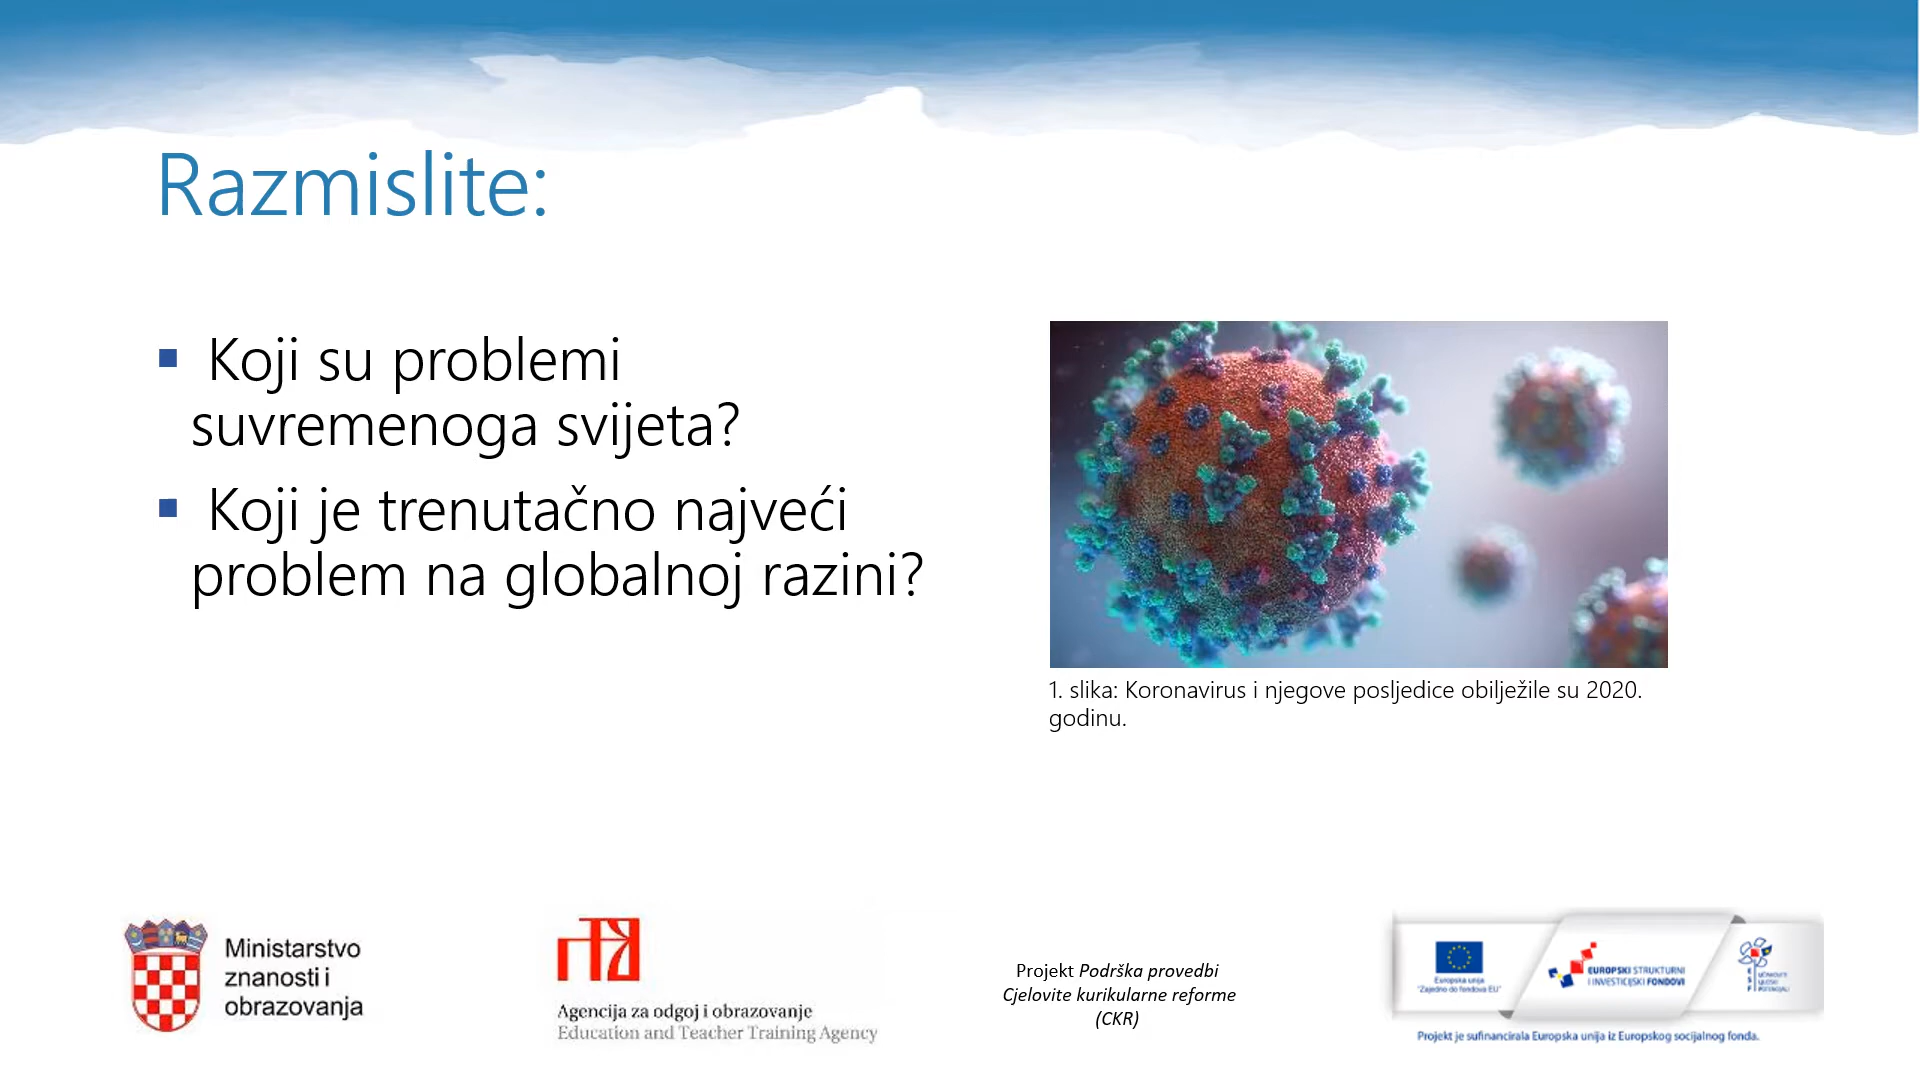 Razmislite:
Koji su problemi
suvremenoga svijeta?
Koji je trenutačno najveći
problem na globalnoj razini?
1. slika: Koronavirus i njegove posljedice obilježile su 2020.
godinu.
Ministarstvo
znanosti i
obrazovanja
Agencija za odgoj i obrazovanje
Education and Teacher Training Agency
Projekt Podrška provedbi
Cjelovite kurikularne reforme
(CKR)
Europska unija
"Zajedno do fondova EU"
EUROPSKI STRUKTURNI
I INVESTICIJSKI FONDOVI
Projekt je sufinancirala Europska unija iz Europskog socijalnog fonda.